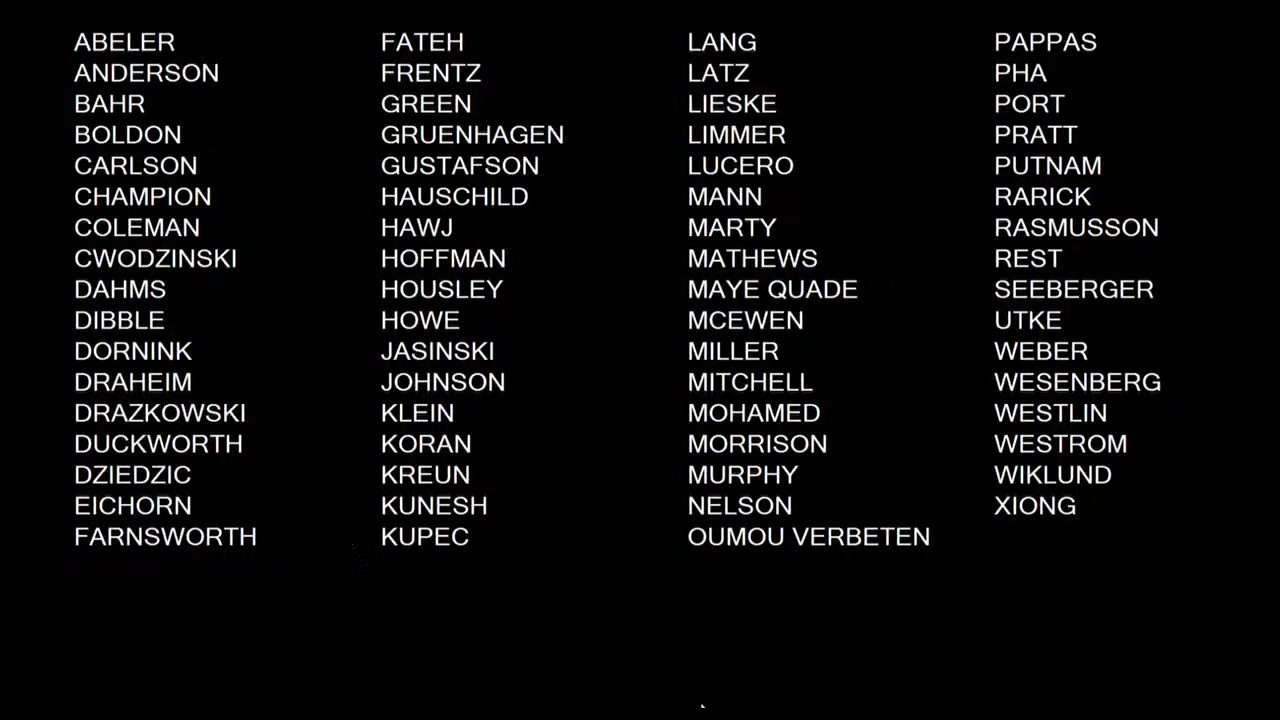 ABELER
ANDERSON
BAHR
BOLDON
CARLSON
CHAMPION
COLEMAN
CWODZINSKI
DAHMS
DIBBLE
DORNINK
DRAHEIM
DRAZKOWSKI
DUCKWORTH
DZIEDZIC
EICHORN
FARNSWORTH
FATEH
FRENTZ
GREEN
GRUENHAGEN
GUSTAFSON
HAUSCHILD
HAWJ
HOFFMAN
HOUSLEY
HOWE
JASINSKI
JOHNSON
KLEIN
KORAN
KREUN
KUNESH
KUPEC
LANG
LATZ
LIESKE
LIMMER
LUCERO
MANN
MARTY
MATHEWS
MAYE QUADE
MCEWEN
MILLER
MITCHELL
MOHAMED
MORRISON
MURPHY
NELSON
OUMOU VERBETEN
PAPPAS
PHA
PORT
PRATT
PUTNAM
RARICK
RASMUSSON
REST
SEEBERGER
UTKE
WEBER
WESENBERG
WESTLIN
WESTROM
WIKLUND
XIONG